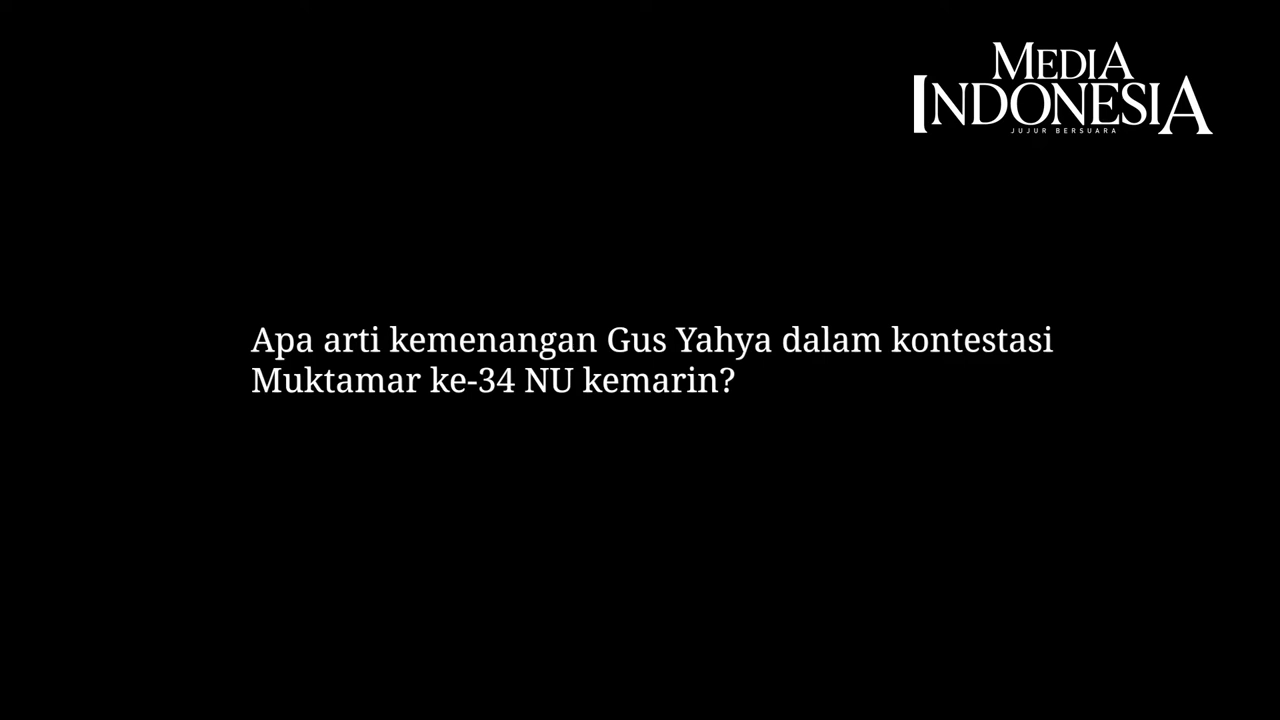 MEDIA
INDONESIA
JUJUR BERSUARA
Apa arti kemenangan Gus Yahya dalam kontestasi
Muktamar ke-34 NU kemarin?